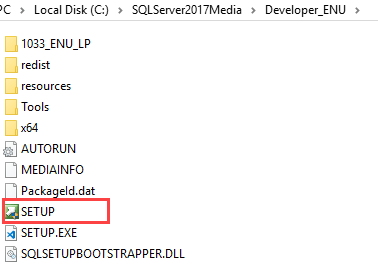 PC > Local Disk (C:) > SQLServer2017Media > Developer_ENU >
1033_ENU_LP
redist
resources
Tools
x64
AUTORUN
MEDIAINFO
PackageId.dat
SETUP
SETUP.EXE
SQLSETUPBOOTSTRAPPER.DLL